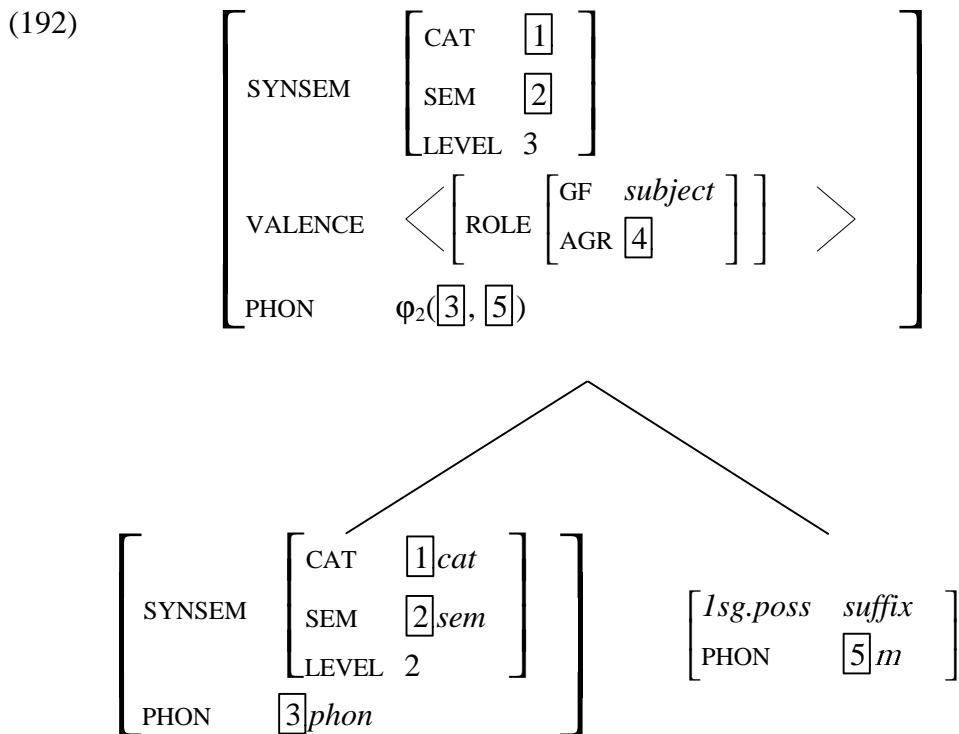 (192)
CAT 1
SYNSEM SEM 2
LEVEL 3
GF subject
VALENCE < ROLE AGR 4 >
PHON φ₂(3, 5)
CAT 1 cat
SYNSEM SEM 2 sem
LEVEL 2
PHON 3 phon
1sg.poss suffix
PHON 5 m